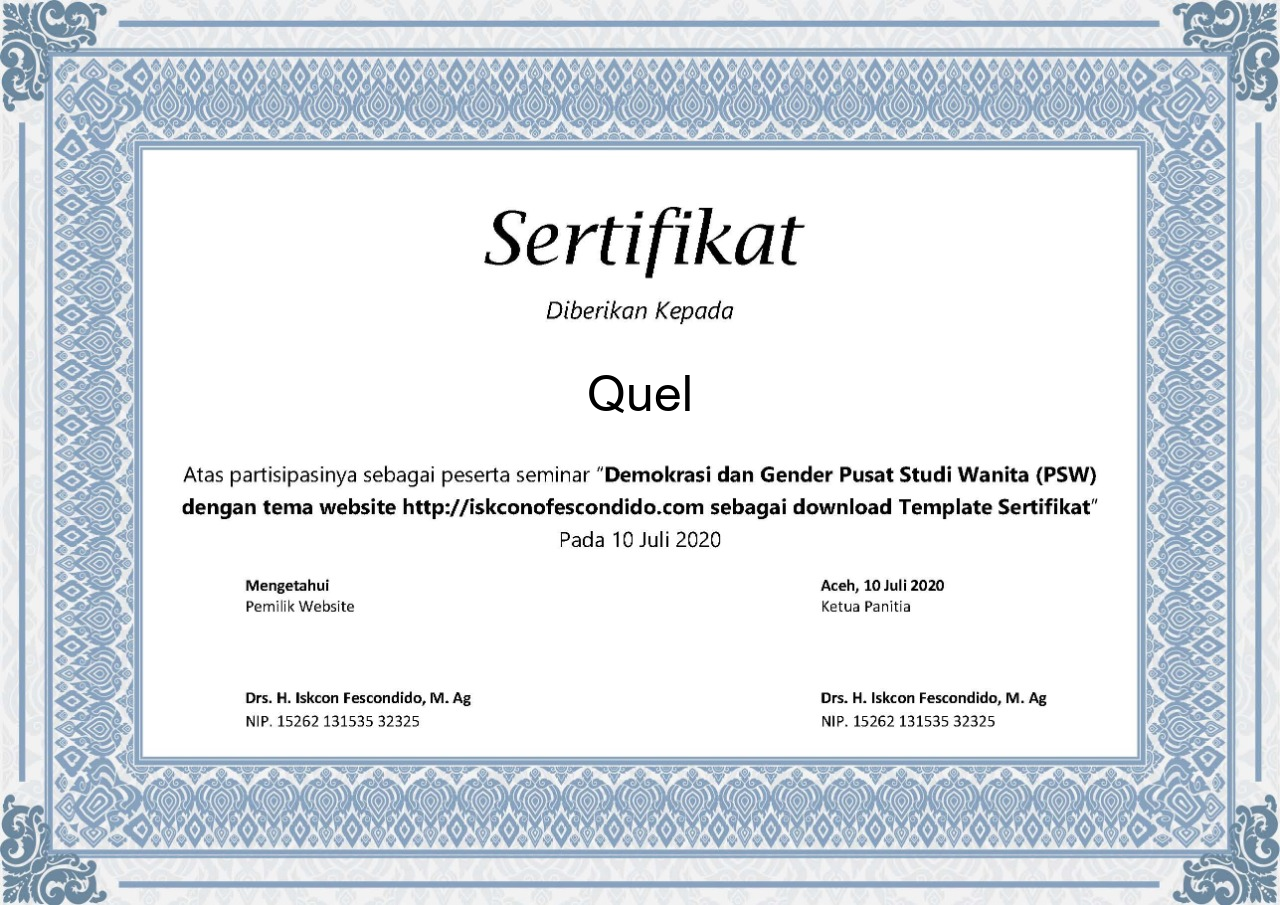 Sertifikat
Diberikan Kepada
Quel
Atas partisipasinya sebagai peserta seminar “Demokrasi dan Gender Pusat Studi Wanita (PSW)
dengan tema website http://iskconofescondido.com sebagai download Template Sertifikat”
Pada 10 Juli 2020
Mengetahui
Pemilik Website
Drs. H. Iskcon Fescondido, M. Ag
NIP. 15262 131535 32325
Aceh, 10 Juli 2020
Ketua Panitia
Drs. H. Iskcon Fescondido, M. Ag
NIP. 15262 131535 32325